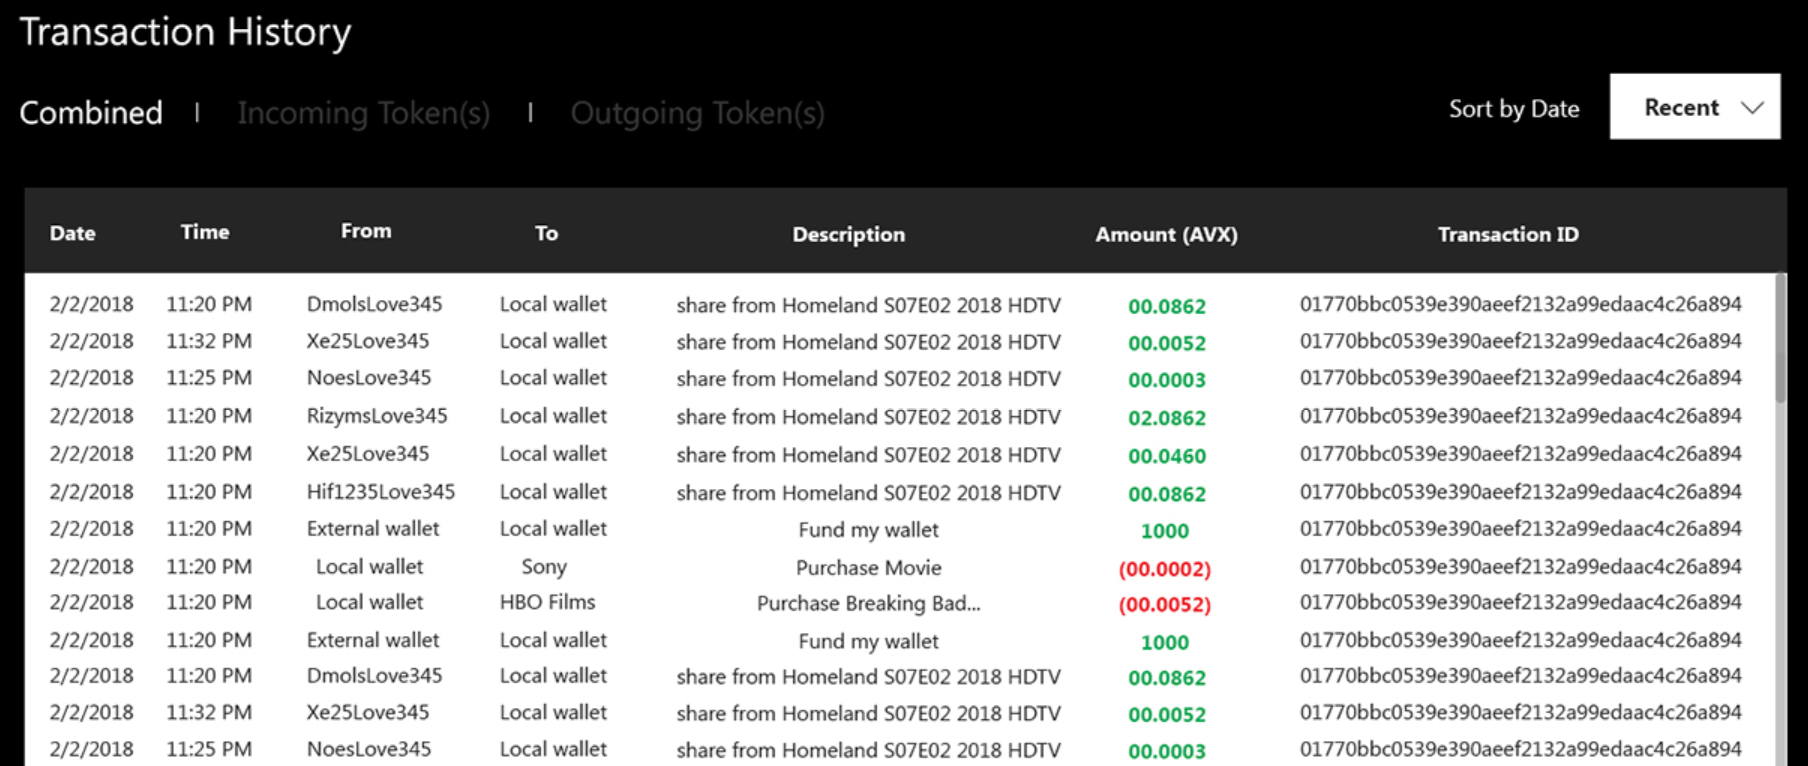 Transaction History
Combined | Incoming Token(s) | Outgoing Token(s) Sort by Date Recent
Date Time From To Description Amount (AVX) Transaction ID
2/2/2018 11:20 PM DmolsLove345 Local wallet share from Homeland S07E02 2018 HDTV 00.0862 01770bbc0539e390aeef2132a99edaac4c26a894
2/2/2018 11:32 PM Xe25Love345 Local wallet share from Homeland S07E02 2018 HDTV 00.0052 01770bbc0539e390aeef2132a99edaac4c26a894
2/2/2018 11:25 PM NoesLove345 Local wallet share from Homeland S07E02 2018 HDTV 00.0003 01770bbc0539e390aeef2132a99edaac4c26a894
2/2/2018 11:20 PM RizymsLove345 Local wallet share from Homeland S07E02 2018 HDTV 02.0862 01770bbc0539e390aeef2132a99edaac4c26a894
2/2/2018 11:20 PM Xe25Love345 Local wallet share from Homeland S07E02 2018 HDTV 00.0460 01770bbc0539e390aeef2132a99edaac4c26a894
2/2/2018 11:20 PM Hif1235Love345 Local wallet share from Homeland S07E02 2018 HDTV 00.0862 01770bbc0539e390aeef2132a99edaac4c26a894
2/2/2018 11:20 PM External wallet Local wallet Fund my wallet 1000 01770bbc0539e390aeef2132a99edaac4c26a894
2/2/2018 11:20 PM Local wallet Sony Purchase Movie (00.0002) 01770bbc0539e390aeef2132a99edaac4c26a894
2/2/2018 11:20 PM Local wallet HBO Films Purchase Breaking Bad... (00.0052) 01770bbc0539e390aeef2132a99edaac4c26a894
2/2/2018 11:20 PM External wallet Local wallet Fund my wallet 1000 01770bbc0539e390aeef2132a99edaac4c26a894
2/2/2018 11:20 PM DmolsLove345 Local wallet share from Homeland S07E02 2018 HDTV 00.0862 01770bbc0539e390aeef2132a99edaac4c26a894
2/2/2018 11:32 PM Xe25Love345 Local wallet share from Homeland S07E02 2018 HDTV 00.0052 01770bbc0539e390aeef2132a99edaac4c26a894
2/2/2018 11:25 PM NoesLove345 Local wallet share from Homeland S07E02 2018 HDTV 00.0003 01770bbc0539e390aeef2132a99edaac4c26a894